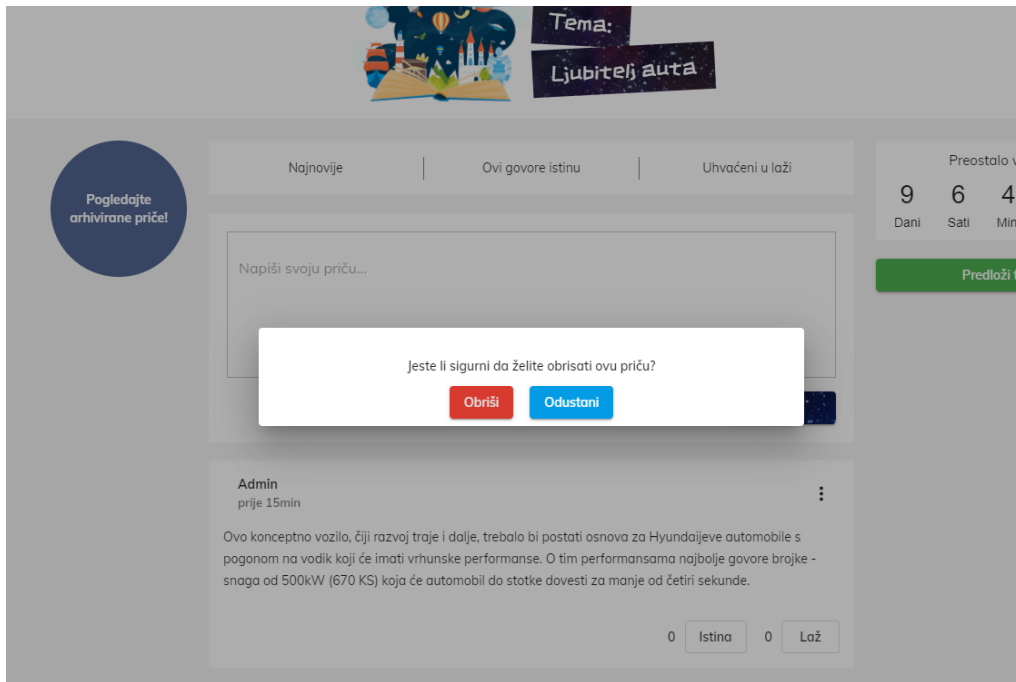 Tema:
Ljubitelj auta
Pogledajte
arhivirane priče!
Najnovije
Ovi govore istinu
Uhvaćeni u laži
Preostalo
9 6 4
Dani Sati
Napiši svoju priču...
Jeste li sigurni da želite obrisati ovu priču?
Obriši
Odustani
Predloži
Admin
prije 15min
Ovo konceptno vozilo, čiji razvoj traje i dalje, trebalo bi postati osnova za Hyundaijeve automobile s
pogonom na vodik koji će imati vrhunske performanse. O tim performansama najbolje govore brojke -
snaga od 500kW (670 KS) koja će automobil do stotke dovesti za manje od četiri sekunde.
0 Istina 0 Laž